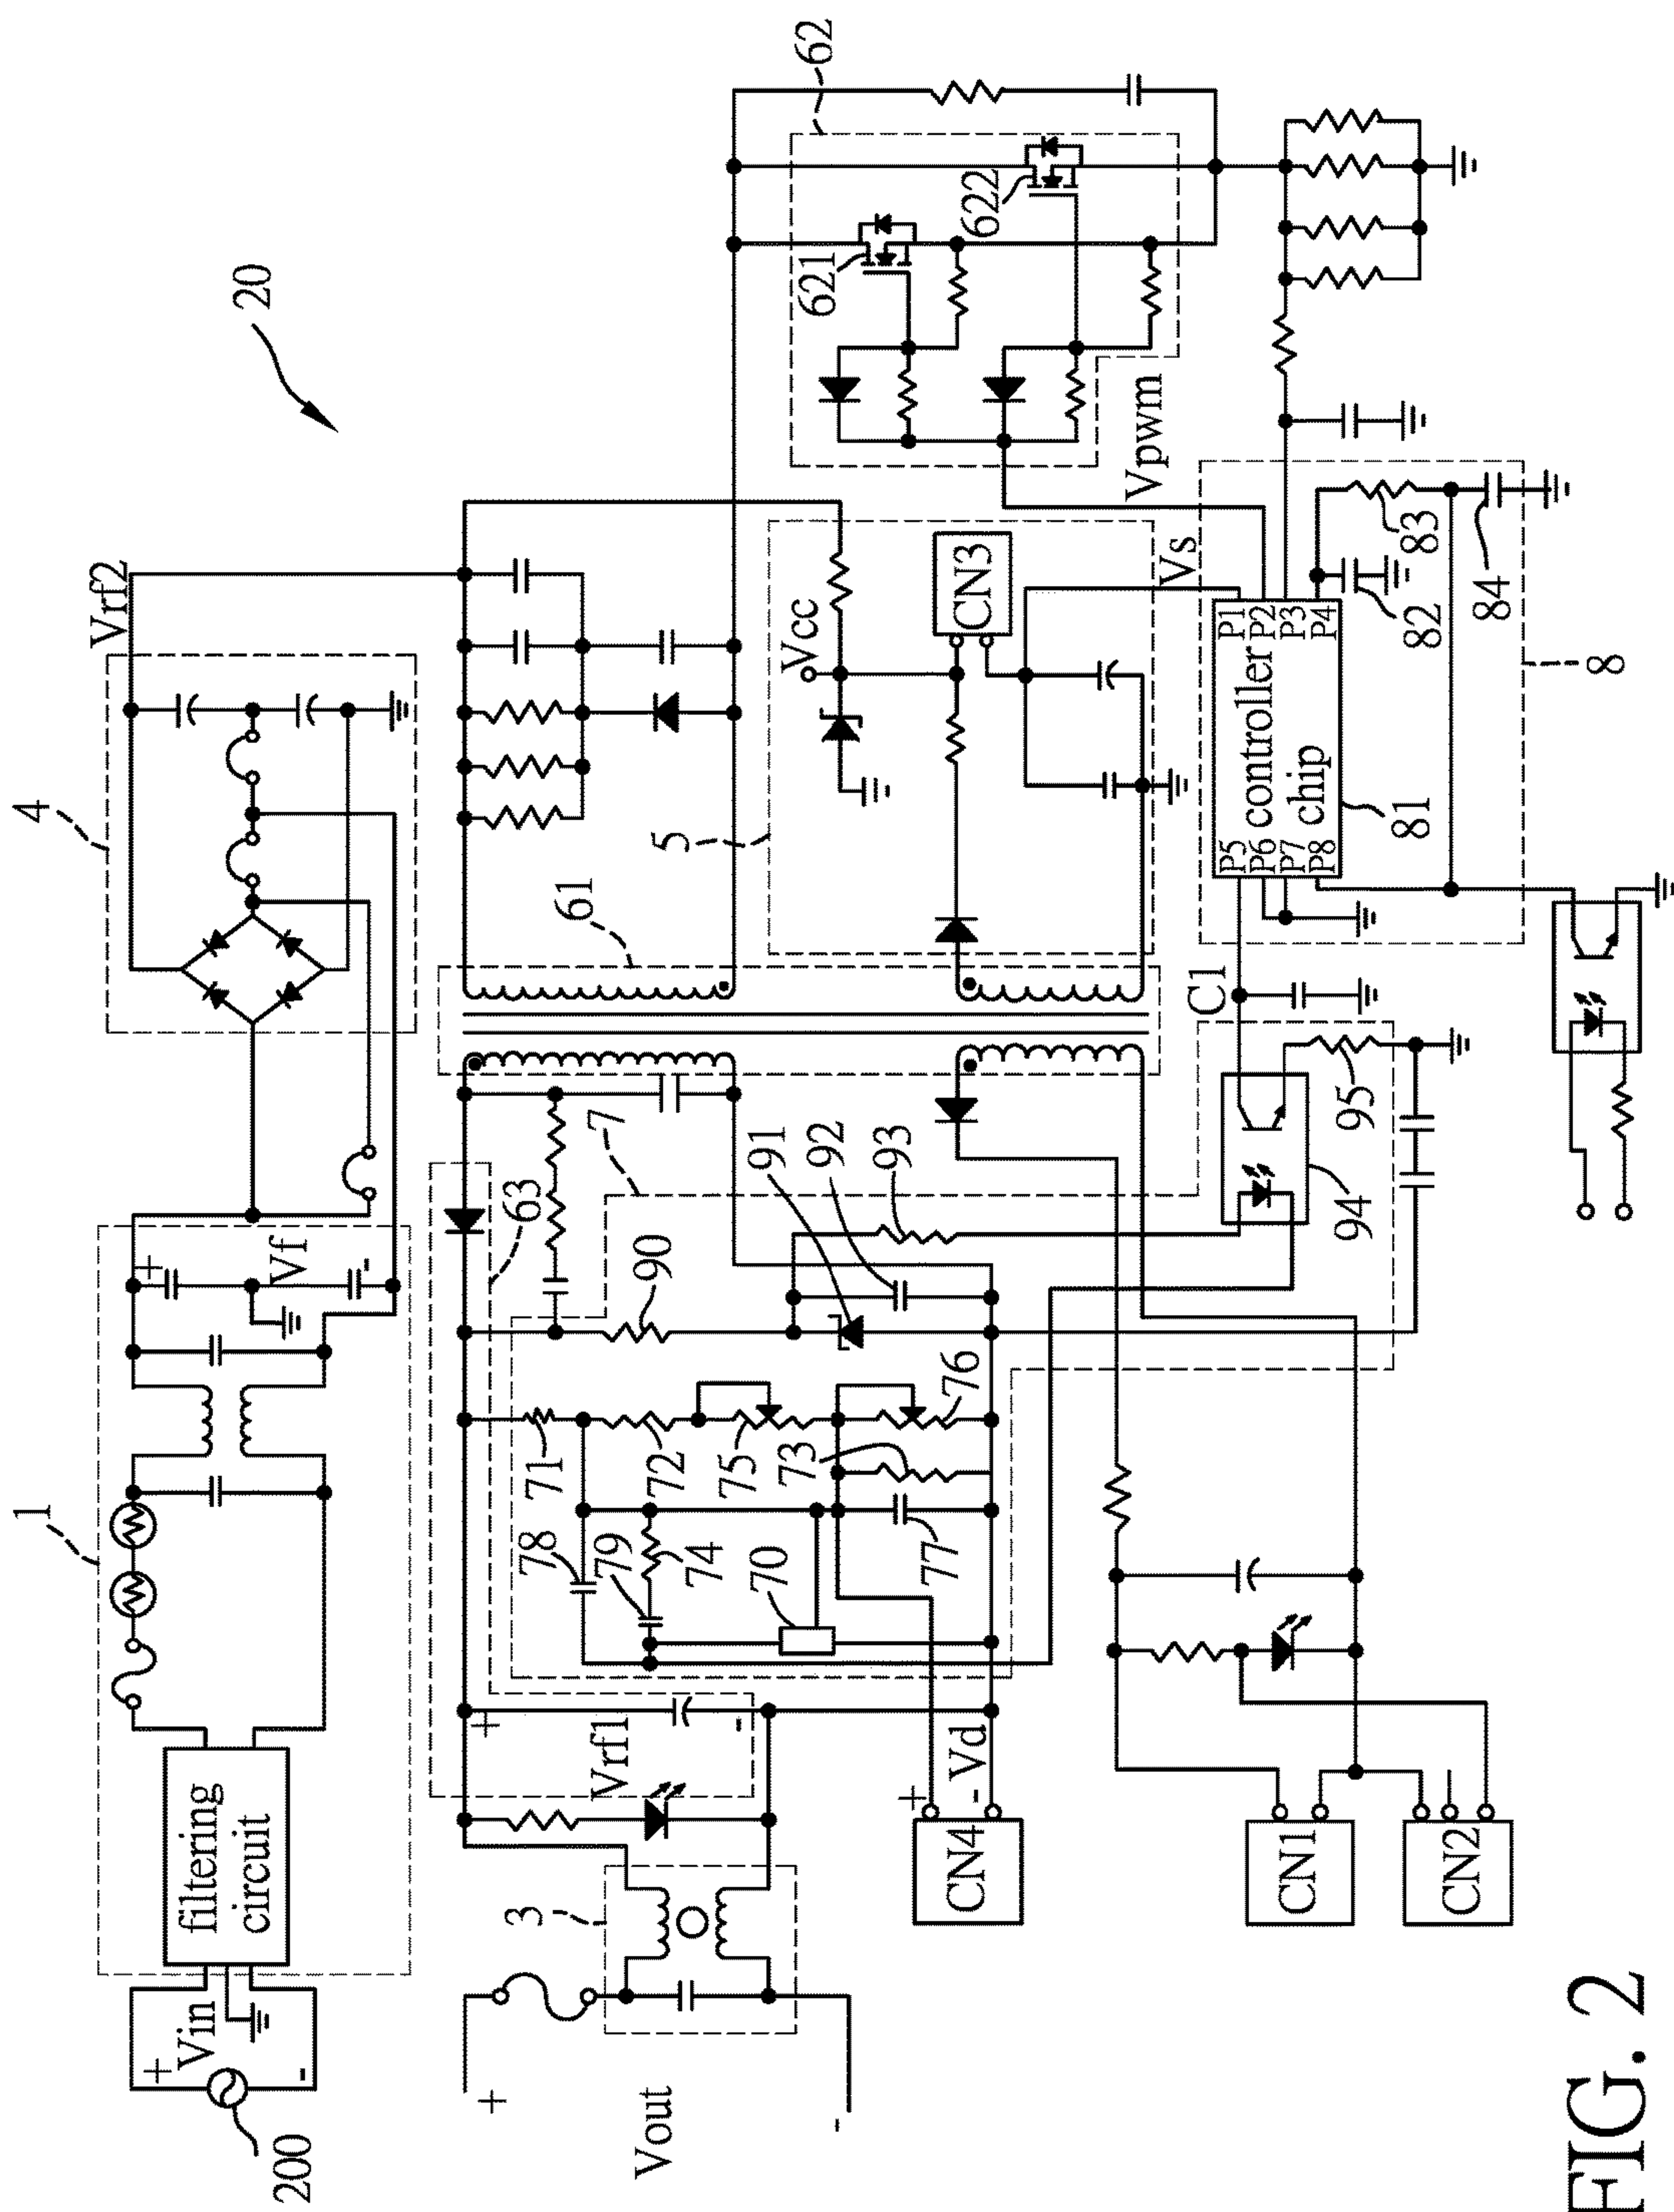 20
1
4
Vrf2
filtering
circuit
+
Vin
-
200
+
Vf
-
62
621
622
Vpwm
61
5
Vcc
CN3
Vs
63
7
90
91
92
93
94
95
C1
71
72
75
73
76
78
79
74
70
77
P1
P2
P3
P4
P5
P6
P7
P8
controller
chip
81
82
83
84
8
+
Vrf1
-
3
+
Vout
-
+
Vd
-
CN4
CN1
CN2
FIG. 2